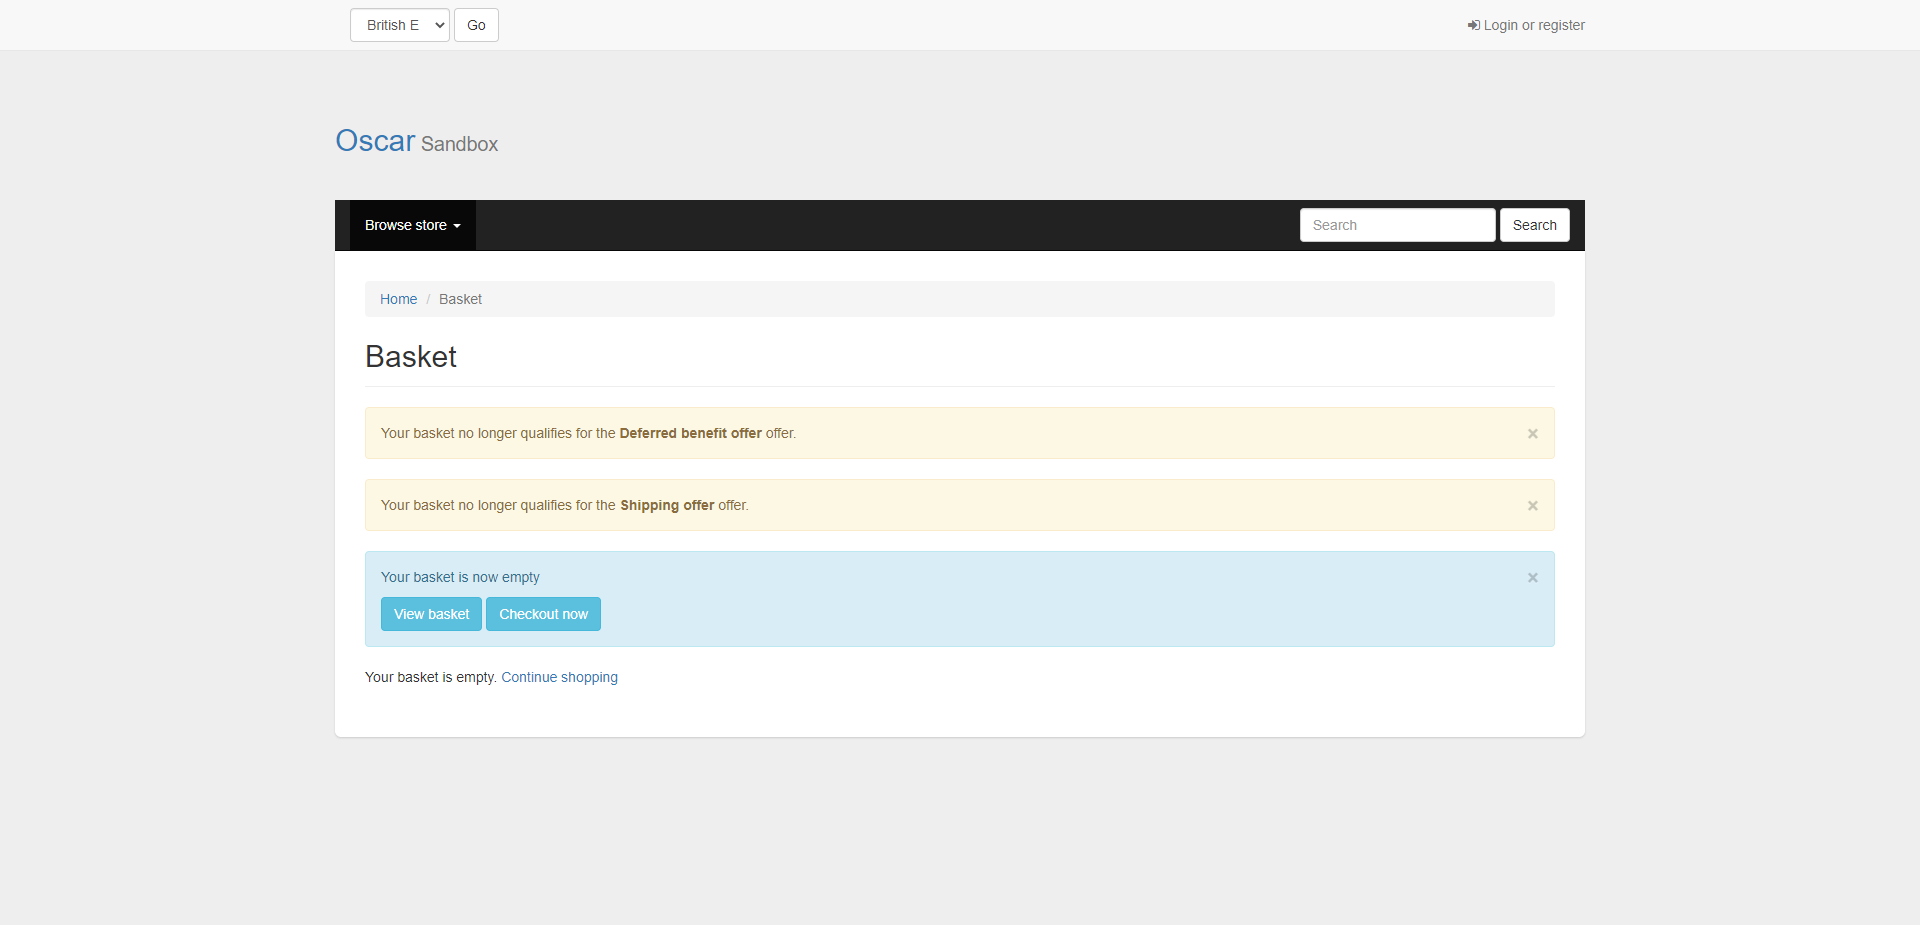 British E
Go
Login or register
Oscar Sandbox
Browse store
Search
Search
Home / Basket
Basket
Your basket no longer qualifies for the Deferred benefit offer offer.
×
Your basket no longer qualifies for the Shipping offer offer.
×
Your basket is now empty
×
View basket
Checkout now
Your basket is empty. Continue shopping